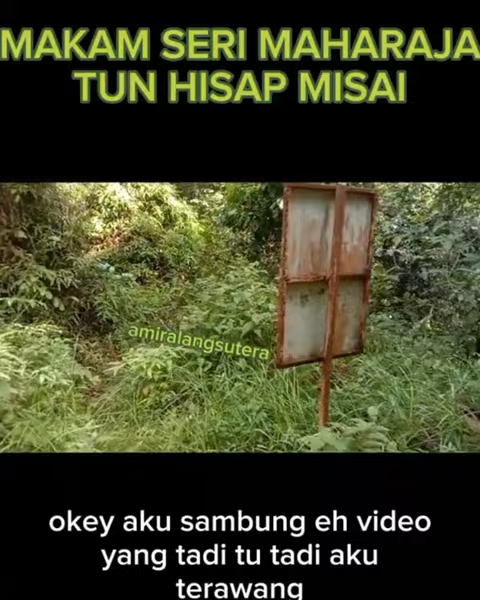 MAKAM SERI MAHARAJA
TUN HISAP MISAI
amiralangsutera
okey aku sambung eh video
yang tadi tu tadi aku
terawang